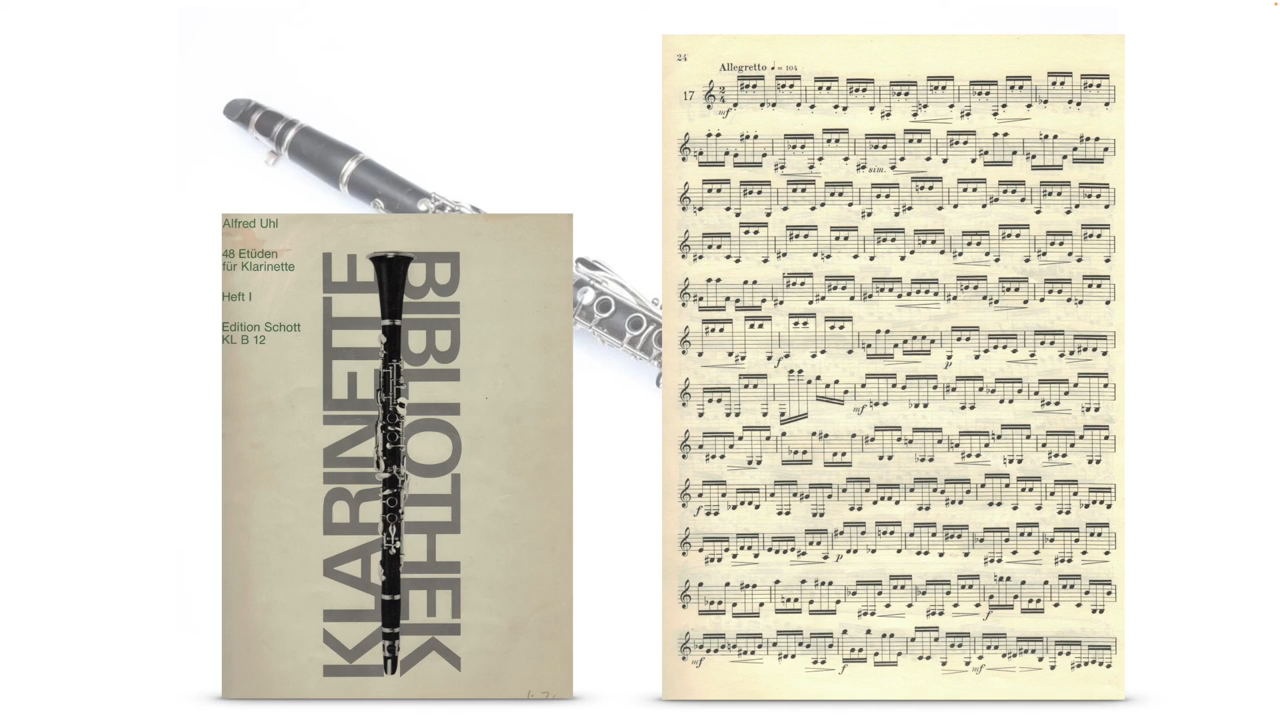 Alfred Uhl
48 Etüden
für Klarinette
Heft I
Edition Schott
KL B 12
KLARINETTE
BIBLIOTHEK
24
Allegretto ♩ = 104
17
mf
sim.
f
p
mf
f
p
f
mf
f
mf